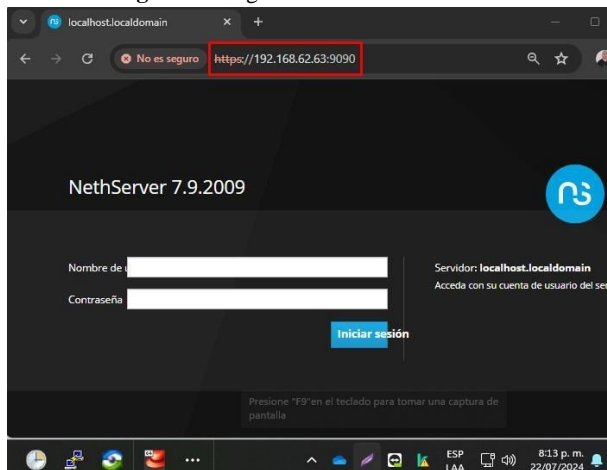 localhost.localdomain
No es seguro https://192.168.62.63:9090
NethServer 7.9.2009
Nombre de
Servidor: localhost.localdomain
Acceda con su cuenta de usuario del
Contraseña
Iniciar sesión
Presione "F9"en el teclado para tomar una captura de
pantalla
ESP
LAA
8:13 p. m.
22/07/2024